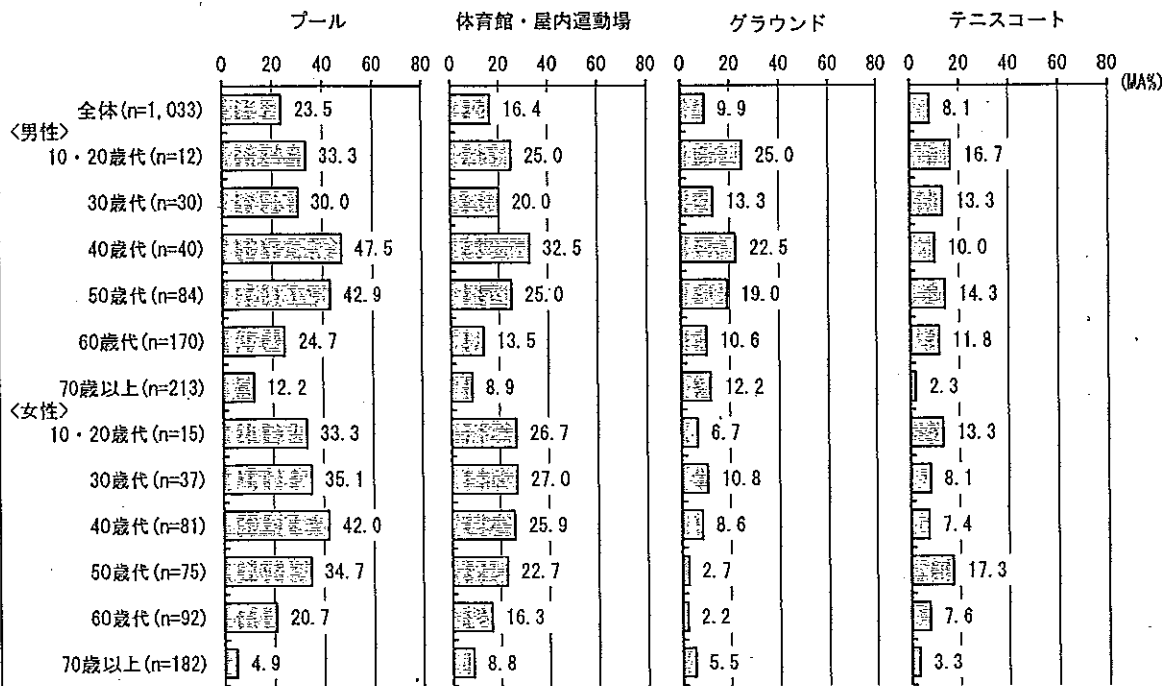 プール 体育館・屋内運動場 グラウンド テニスコート
0 20 40 60 80 0 20 40 60 80 0 20 40 60 80 0 20 40 60 80 (MA%)
全体(n=1,033) 23.5 16.4 9.9 8.1
<男性>
10・20歳代(n=12) 33.3 25.0 25.0 16.7
30歳代(n=30) 30.0 20.0 13.3 13.3
40歳代(n=40) 47.5 32.5 22.5 10.0
50歳代(n=84) 42.9 25.0 19.0 14.3
60歳代(n=170) 24.7 13.5 10.6 11.8
70歳以上(n=213) 12.2 8.9 12.2 2.3
<女性>
10・20歳代(n=15) 33.3 26.7 6.7 13.3
30歳代(n=37) 35.1 27.0 10.8 8.1
40歳代(n=81) 42.0 25.9 8.6 7.4
50歳代(n=75) 34.7 22.7 2.7 17.3
60歳代(n=92) 20.7 16.3 2.2 7.6
70歳以上(n=182) 4.9 8.8 5.5 3.3